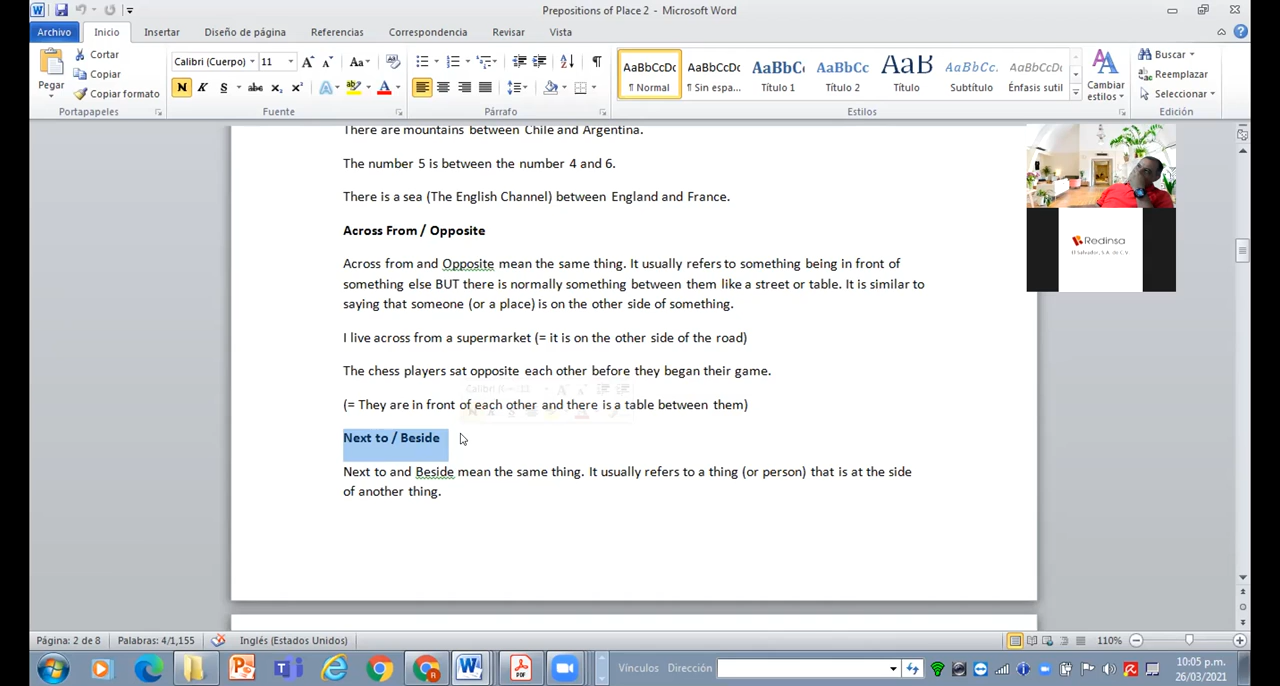 Prepositions of Place 2 - Microsoft Word
Archivo Inicio Insertar Diseño de página Referencias Correspondencia Revisar Vista
Pegar
Cortar
Copiar
Copiar formato
Portapapeles
Calibri (Cuerpo) 11
Fuente
Párrafo
AaBbCcDc AaBbCcDc AaBbC AaBbCc AaB AaBbCc. AaBbCcDc
¶ Normal ¶ Sin espa... Título 1 Título 2 Título Subtítulo Énfasis sutil
Estilos
Cambiar estilos
Buscar
Reemplazar
Seleccionar
Edición
There are mountains between Chile and Argentina.
The number 5 is between the number 4 and 6.
There is a sea (The English Channel) between England and France.
Across From / Opposite
Across from and Opposite mean the same thing. It usually refers to something being in front of
something else BUT there is normally something between them like a street or table. It is similar to
saying that someone (or a place) is on the other side of something.
I live across from a supermarket (= it is on the other side of the road)
The chess players sat opposite each other before they began their game.
(= They are in front of each other and there is a table between them)
Next to / Beside
Next to and Beside mean the same thing. It usually refers to a thing (or person) that is at the side
of another thing.
Redinsa
El Salvador, S.A. de C.V
Página: 2 de 8 Palabras: 4/1,155 Inglés (Estados Unidos) 110%
Vínculos Dirección
10:05 p.m.
26/03/2021